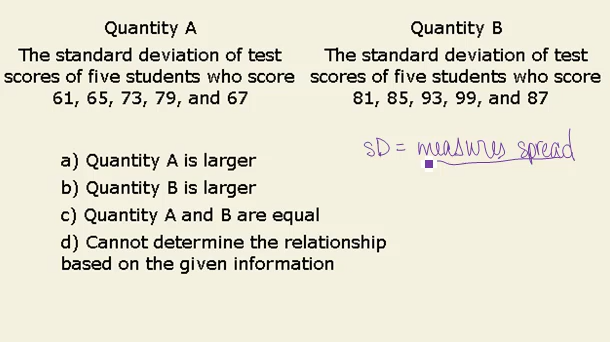 Quantity A
The standard deviation of test
scores of five students who score
61, 65, 73, 79, and 67
Quantity B
The standard deviation of test
scores of five students who score
81, 85, 93, 99, and 87
SD = measures spread
a) Quantity A is larger
b) Quantity B is larger
c) Quantity A and B are equal
d) Cannot determine the relationship
based on the given information